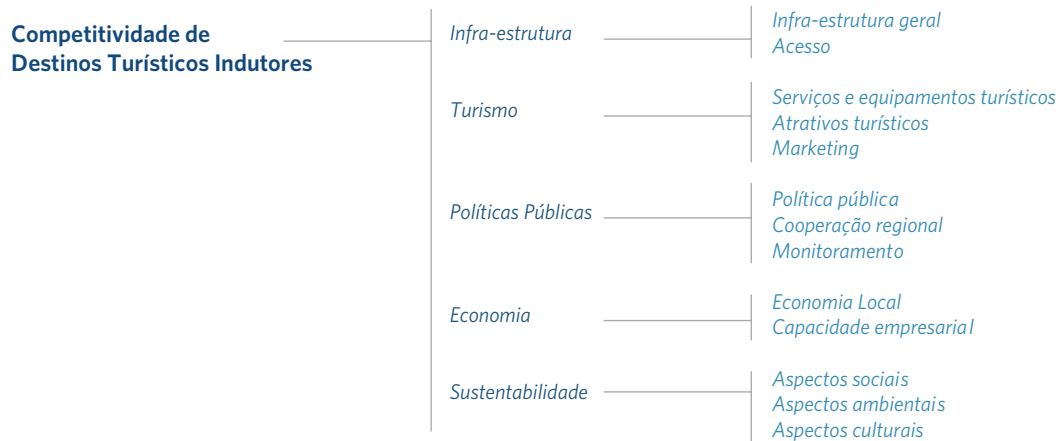 Competitividade de
Destinos Turísticos Indutores
Infra-estrutura
Infra-estrutura geral
Acesso
Turismo
Serviços e equipamentos turísticos
Atrativos turísticos
Marketing
Políticas Públicas
Política pública
Cooperação regional
Monitoramento
Economia
Economia Local
Capacidade empresarial
Sustentabilidade
Aspectos sociais
Aspectos ambientais
Aspectos culturais